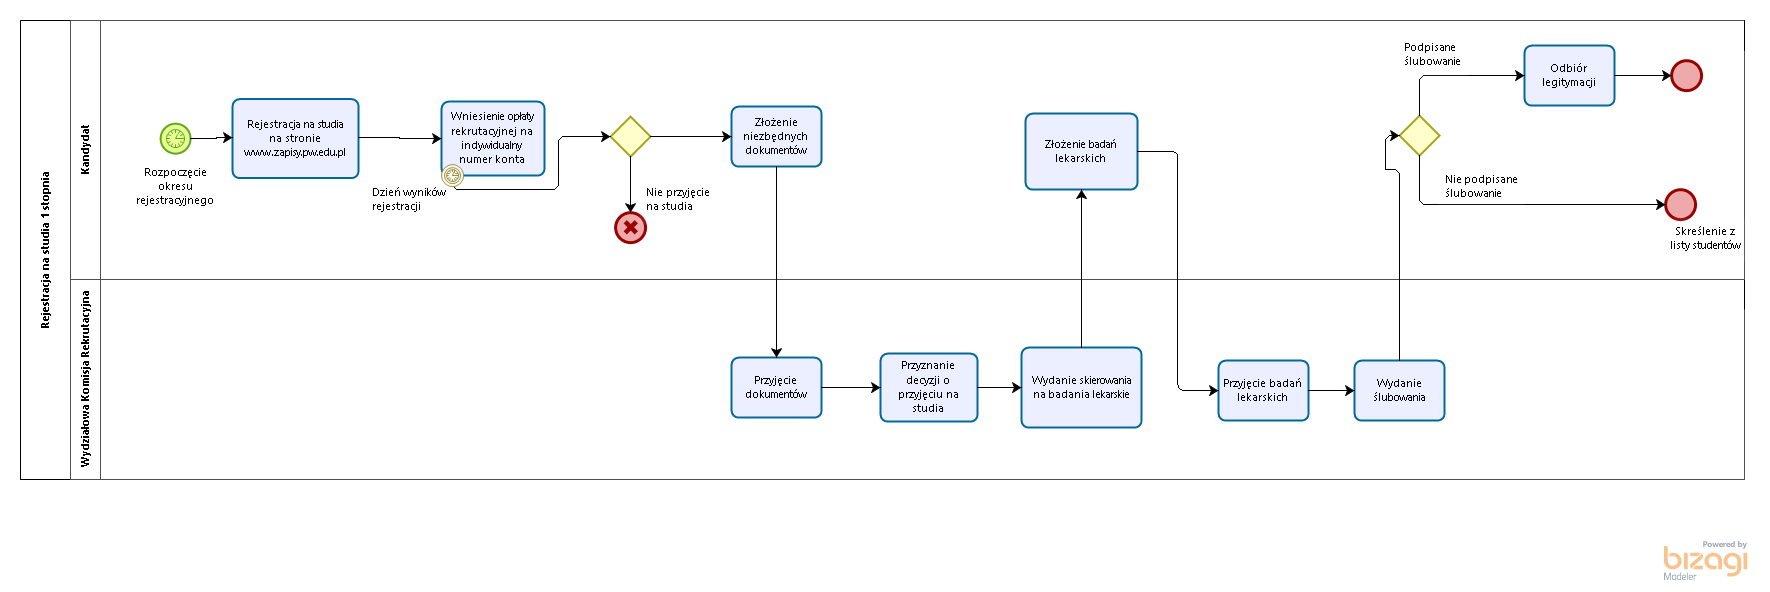 Rejestracja na studia 1 stopnia
Kandydat
Wydziałowa Komisja Rekrutacyjna
Rozpoczęcie
okresu
rejestracyjnego
Rejestracja na studia
na stronie
www.zapisy.pw.edu.pl
Wniesienie opłaty
rekrutacyjnej na
indywidualny
numer konta
Dzień wyników
rejestracji
Nie przyjęcie
na studia
Złożenie
niezbędnych
dokumentów
Złożenie badań
lekarskich
Podpisane
ślubowanie
Odbiór
legitymacji
Nie podpisane
ślubowanie
Skreślenie z
listy studentów
Przyjęcie
dokumentów
Przyznanie
decyzji o
przyjęciu na
studia
Wydanie skierowania
na badania lekarskie
Przyjęcie badań
lekarskich
Wydanie
ślubowania
Powered by
bizagi
Modeler